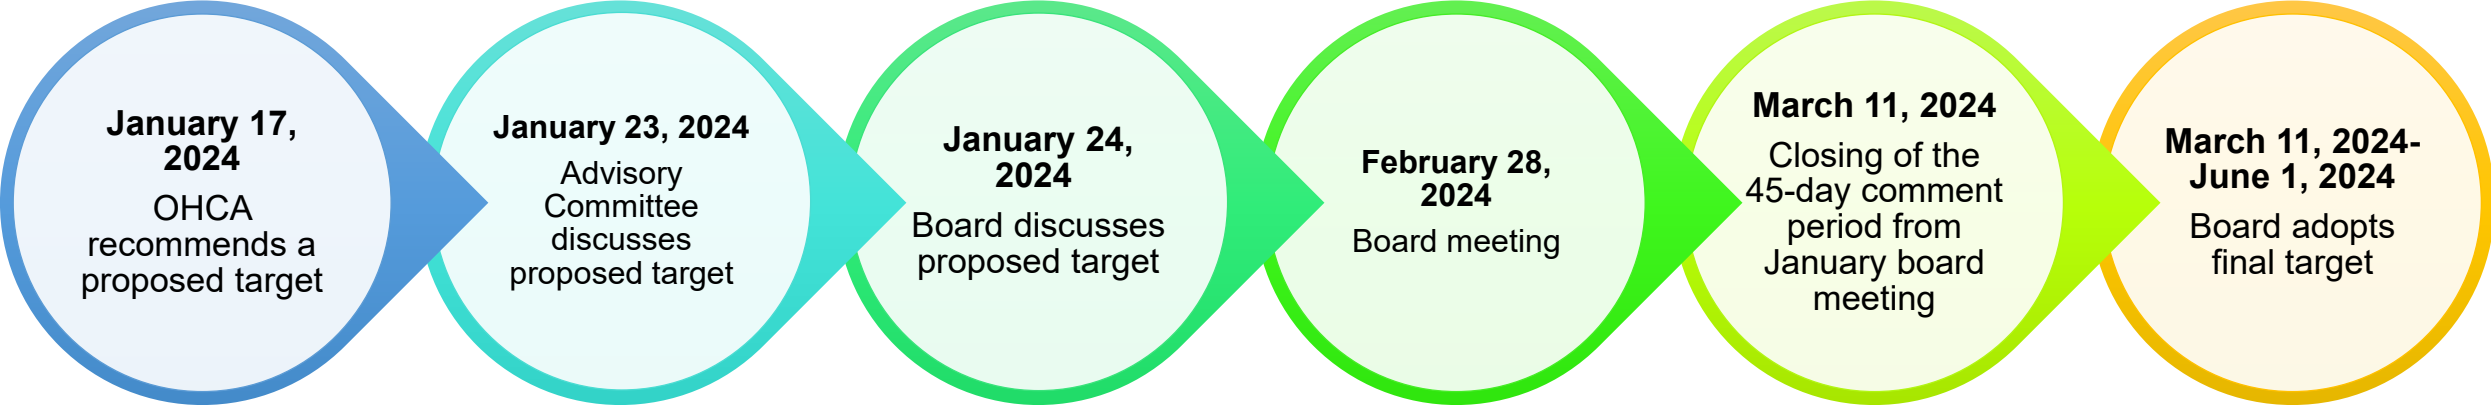 January 17,
2024
OHCA
recommends a
proposed target
January 23, 2024
Advisory
Committee
discusses
proposed target
January 24,
2024
Board discusses
proposed target
February 28,
2024
Board meeting
March 11, 2024
Closing of the
45-day comment
period from
January board
meeting
March 11, 2024-
June 1, 2024
Board adopts
final target